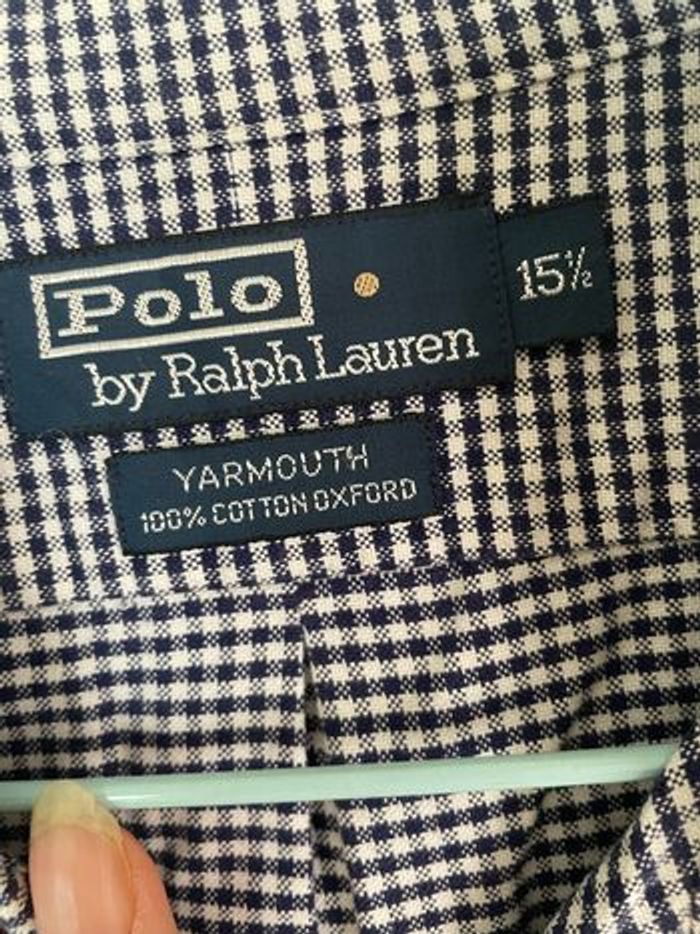 Polo
by Ralph Lauren
15½
YARMOUTH
100% COTTON OXFORD